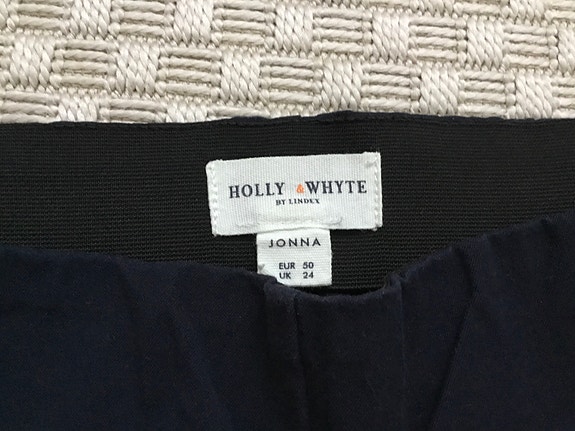 HOLLY & WHYTE
BY LINDEX
JONNA
EUR 50
UK 24